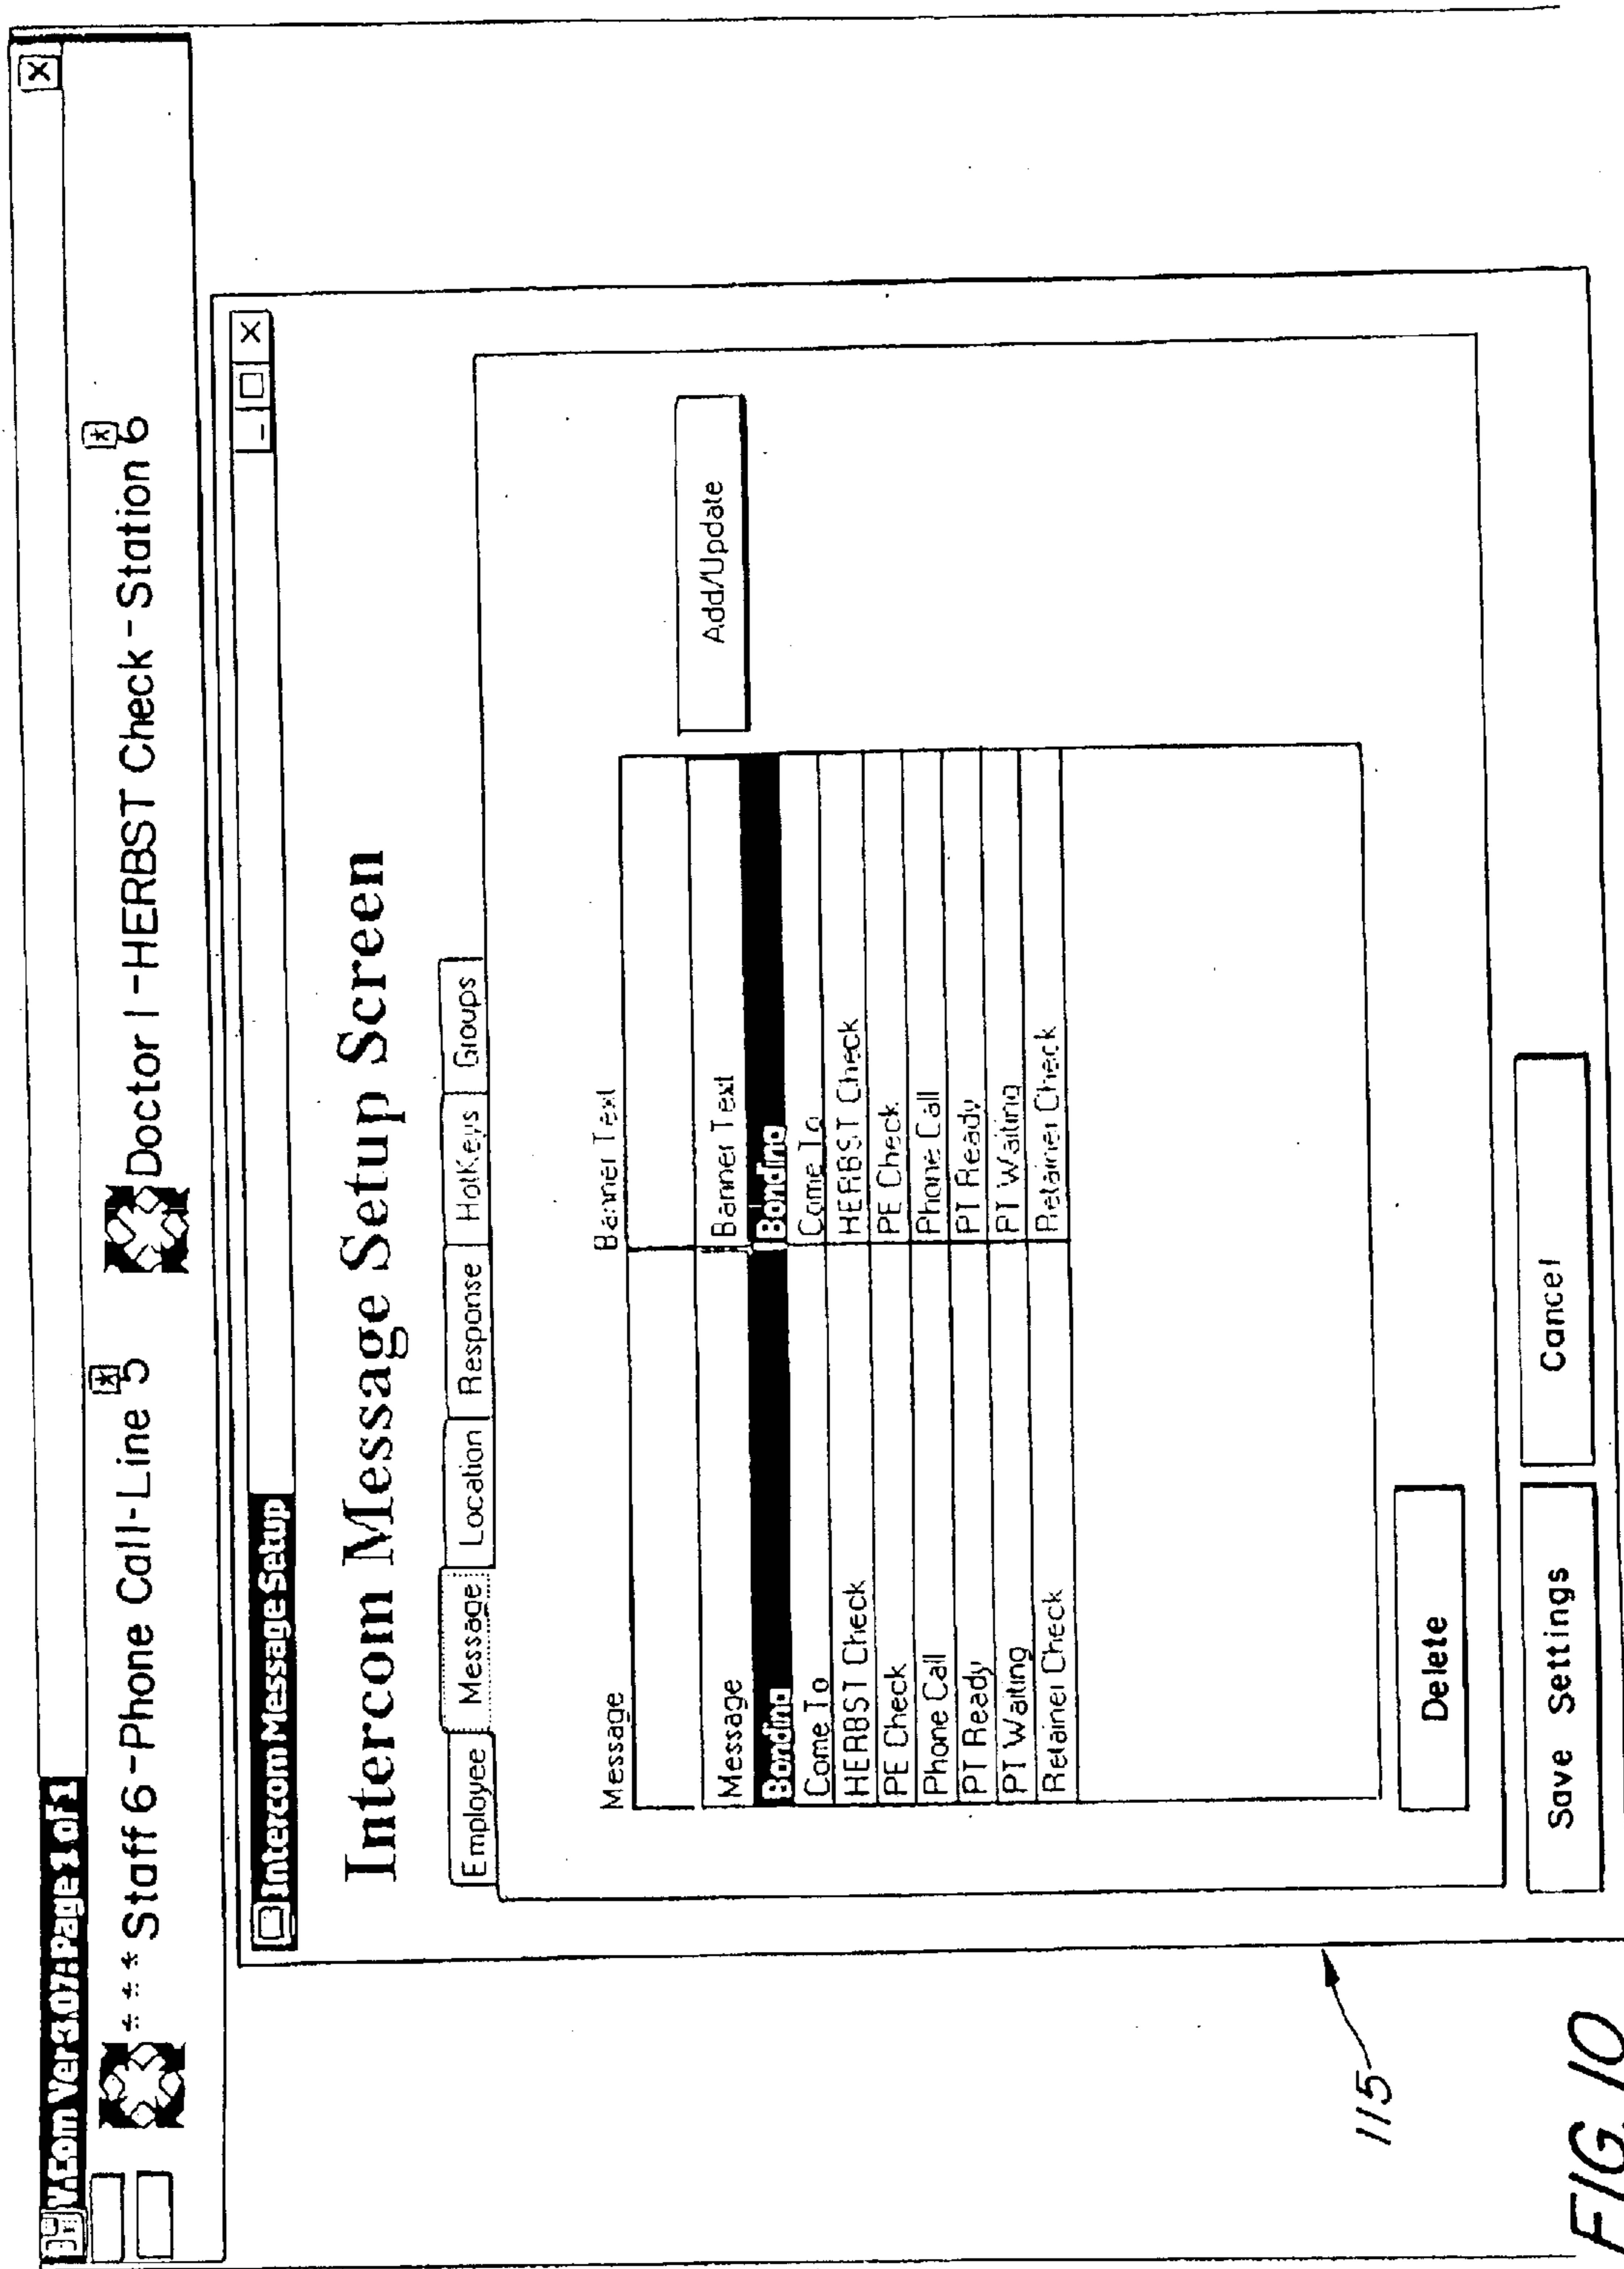 Ver 3.07: Page 1 of 1
***Staff 6-Phone Call-Line 5
Doctor 1-HERBST Check-Station 6
Intercom Message Setup
Intercom Message Setup Screen
Employee Message Location Response HotKeys Groups
Message Banner Text
Add/Update
Message Banner Text
Bonding Bonding
Come To Come To
HERBST Check HERBST Check
PE Check PE Check
Phone Call Phone Call
PT Ready PT Ready
PT Waiting PT Waiting
Retainer Check Retainer Check
Delete
Save Settings Cancel
115
FIG. 10